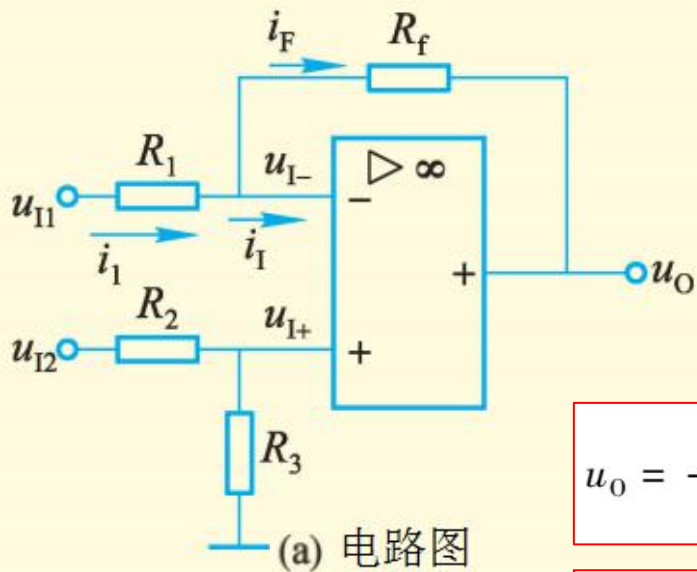 i_F R_f
R_1 u_I- ▷ ∞
u_I1 -
i_1 i_I
+ u_O
R_2 u_I+
u_I2 +
R_3
u_O = -
(a) 电路图